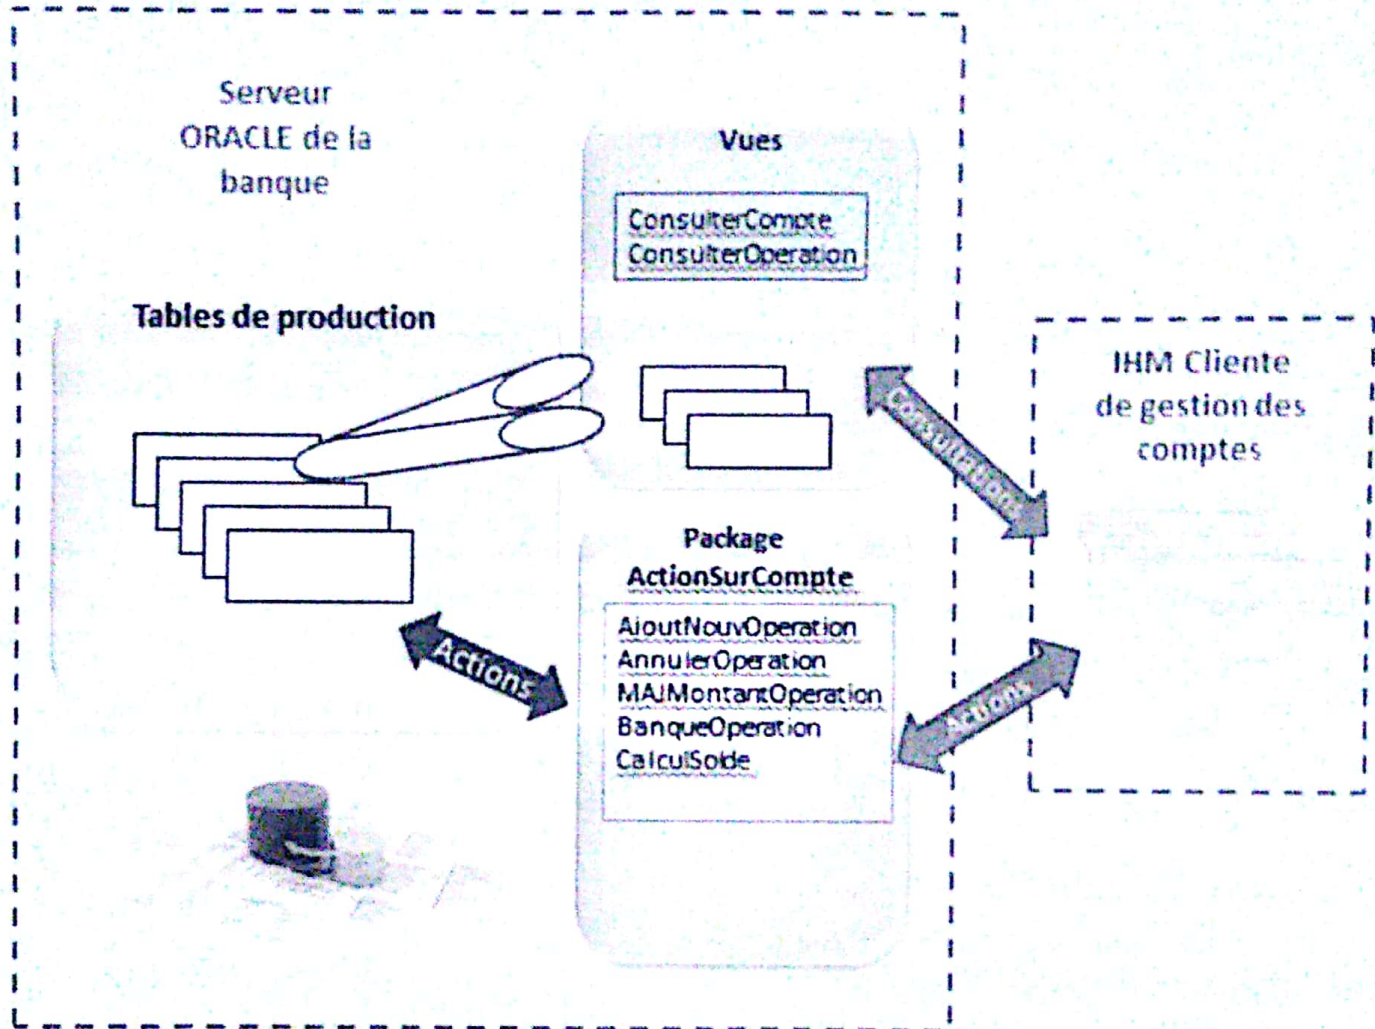 Serveur
ORACLE de la
banque
Vues
ConsulterCompte
ConsulterOperation
Tables de production
IHM Cliente
de gestion des
comptes
Consultations
Package
ActionSurCompte
AjoutNouvOperation
AnnulerOperation
MAJMontantOperation
BanqueOperation
CalculSolde
Actions
Actions